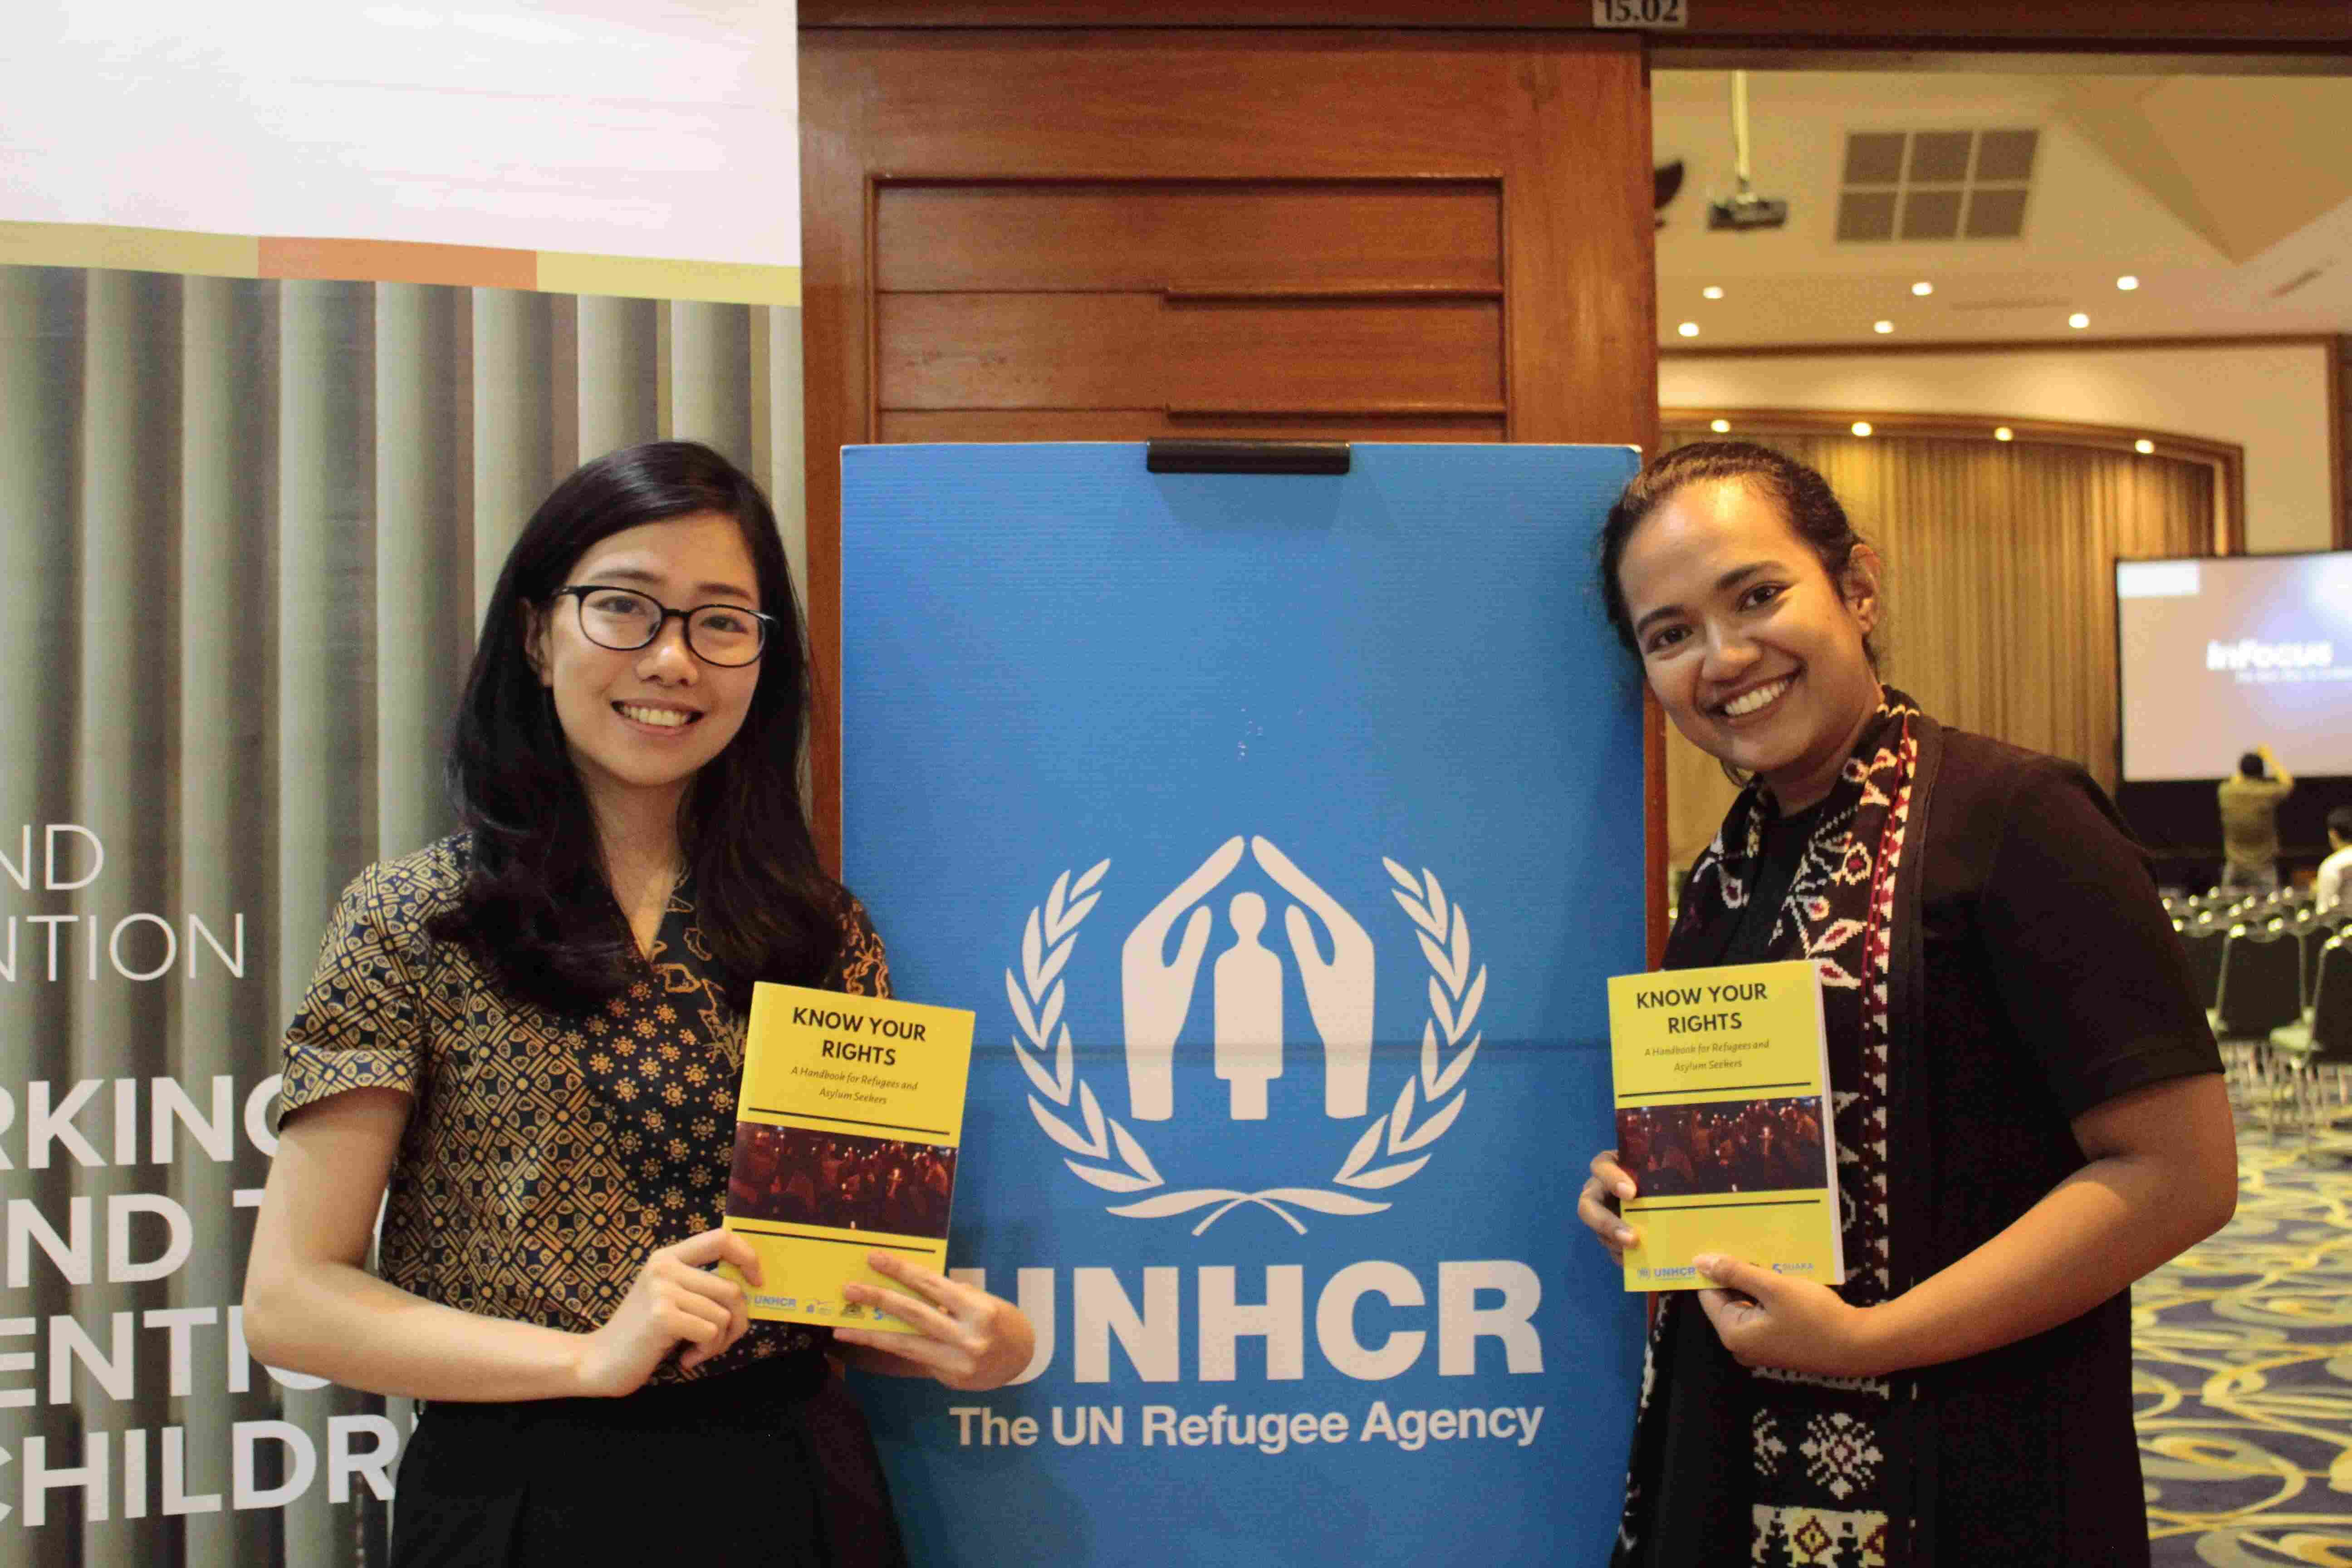 15.02
ND
NTION
RKING
ND T
ENTI
CHILDR
KNOW YOUR
RIGHTS
A Handbook for Refugees and
Asylum Seekers
UNHCR
UNHCR
The UN Refugee Agency
KNOW YOUR
RIGHTS
A Handbook for Refugees and
Asylum Seekers
UNHCR
SUAKA
InFocus